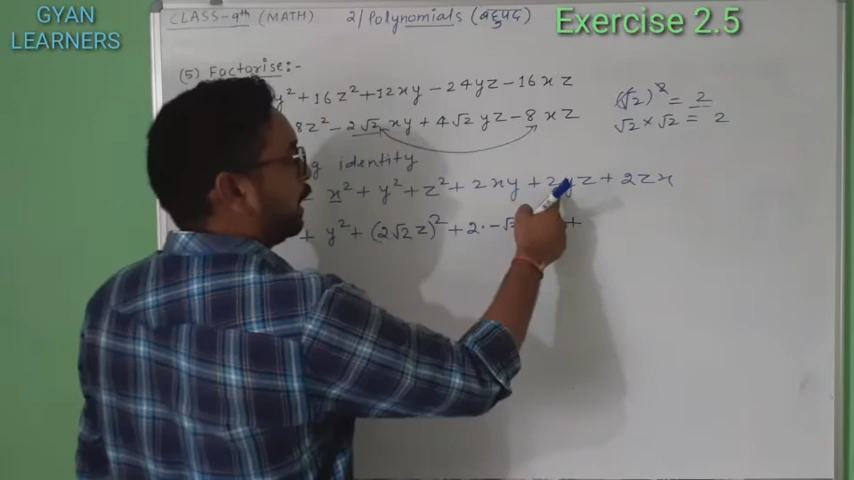 GYAN
LEARNERS
CLASS-9th (MATH) 2/Polynomials (बहुपद)
Exercise 2.5
(5) Factorise:-
y² + 16z² + 12xy - 24yz - 16xz
8z² - 2√2 xy + 4√2 yz - 8xz
(√2)² = 2
√2 × √2 = 2
identity
x² + y² + z² + 2xy + 2yz + 2zx
+ y² + (2√2z)² + 2·-√2 +